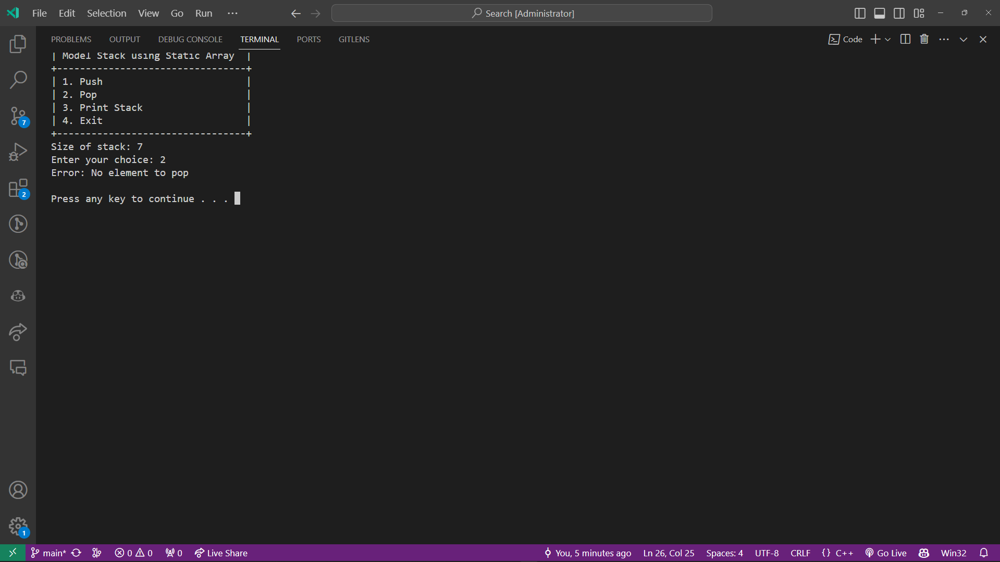 File Edit Selection View Go Run ··· Search [Administrator]
PROBLEMS OUTPUT DEBUG CONSOLE TERMINAL PORTS GITLENS Code
| Model Stack using Static Array |
+---------------------------------+
| 1. Push |
| 2. Pop |
| 3. Print Stack |
| 4. Exit |
+---------------------------------+
Size of stack: 7
Enter your choice: 2
Error: No element to pop
Press any key to continue . . .
7
2
1
main* 0 0 0 Live Share You, 5 minutes ago Ln 26, Col 25 Spaces: 4 UTF-8 CRLF {} C++ Go Live Win32